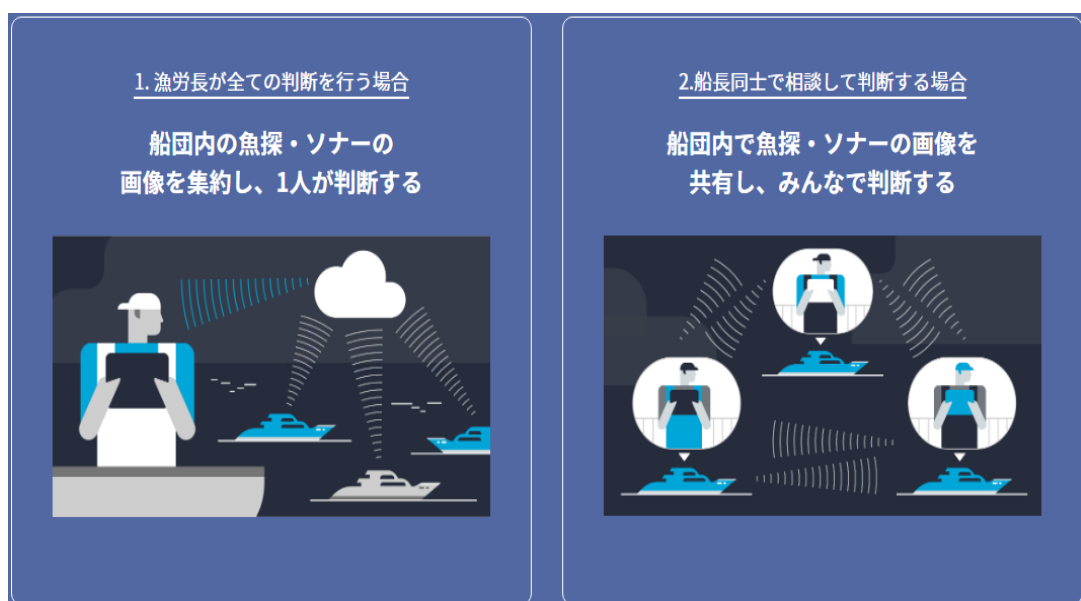 1. 漁労長が全ての判断を行う場合
船団内の魚探・ソナーの
画像を集約し、1人が判断する
2.船長同士で相談して判断する場合
船団内で魚探・ソナーの画像を
共有し、みんなで判断する